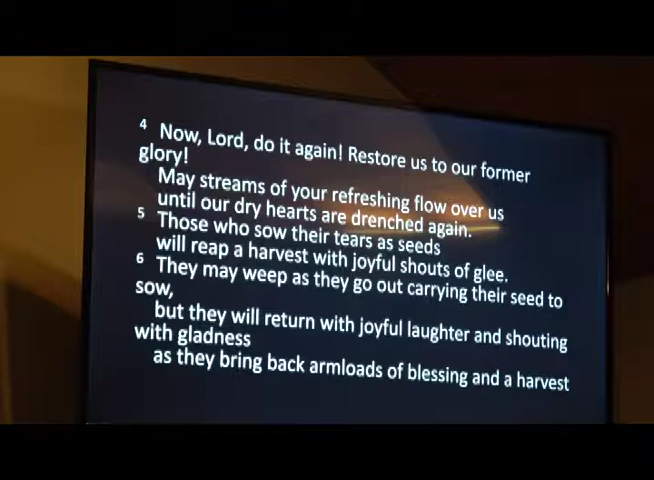 4 Now, Lord, do it again! Restore us to our former
glory!
May streams of your refreshing flow over us
until our dry hearts are drenched again.
5 Those who sow their tears as seeds
will reap a harvest with joyful shouts of glee.
6 They may weep as they go out carrying their seed to
sow,
but they will return with joyful laughter and shouting
with gladness
as they bring back armloads of blessing and a harvest